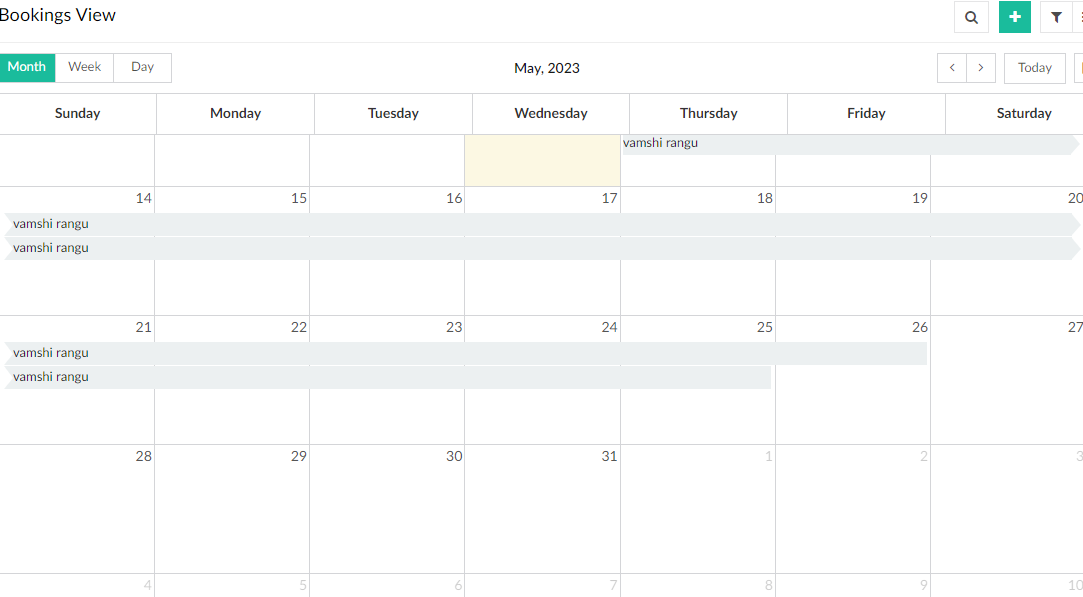 Bookings View
Month Week Day May, 2023 Today
Sunday Monday Tuesday Wednesday Thursday Friday Saturday
vamshi rangu
14 15 16 17 18 19 20
vamshi rangu
vamshi rangu
21 22 23 24 25 26 27
vamshi rangu
vamshi rangu
28 29 30 31 1 2 3
4 5 6 7 8 9 10